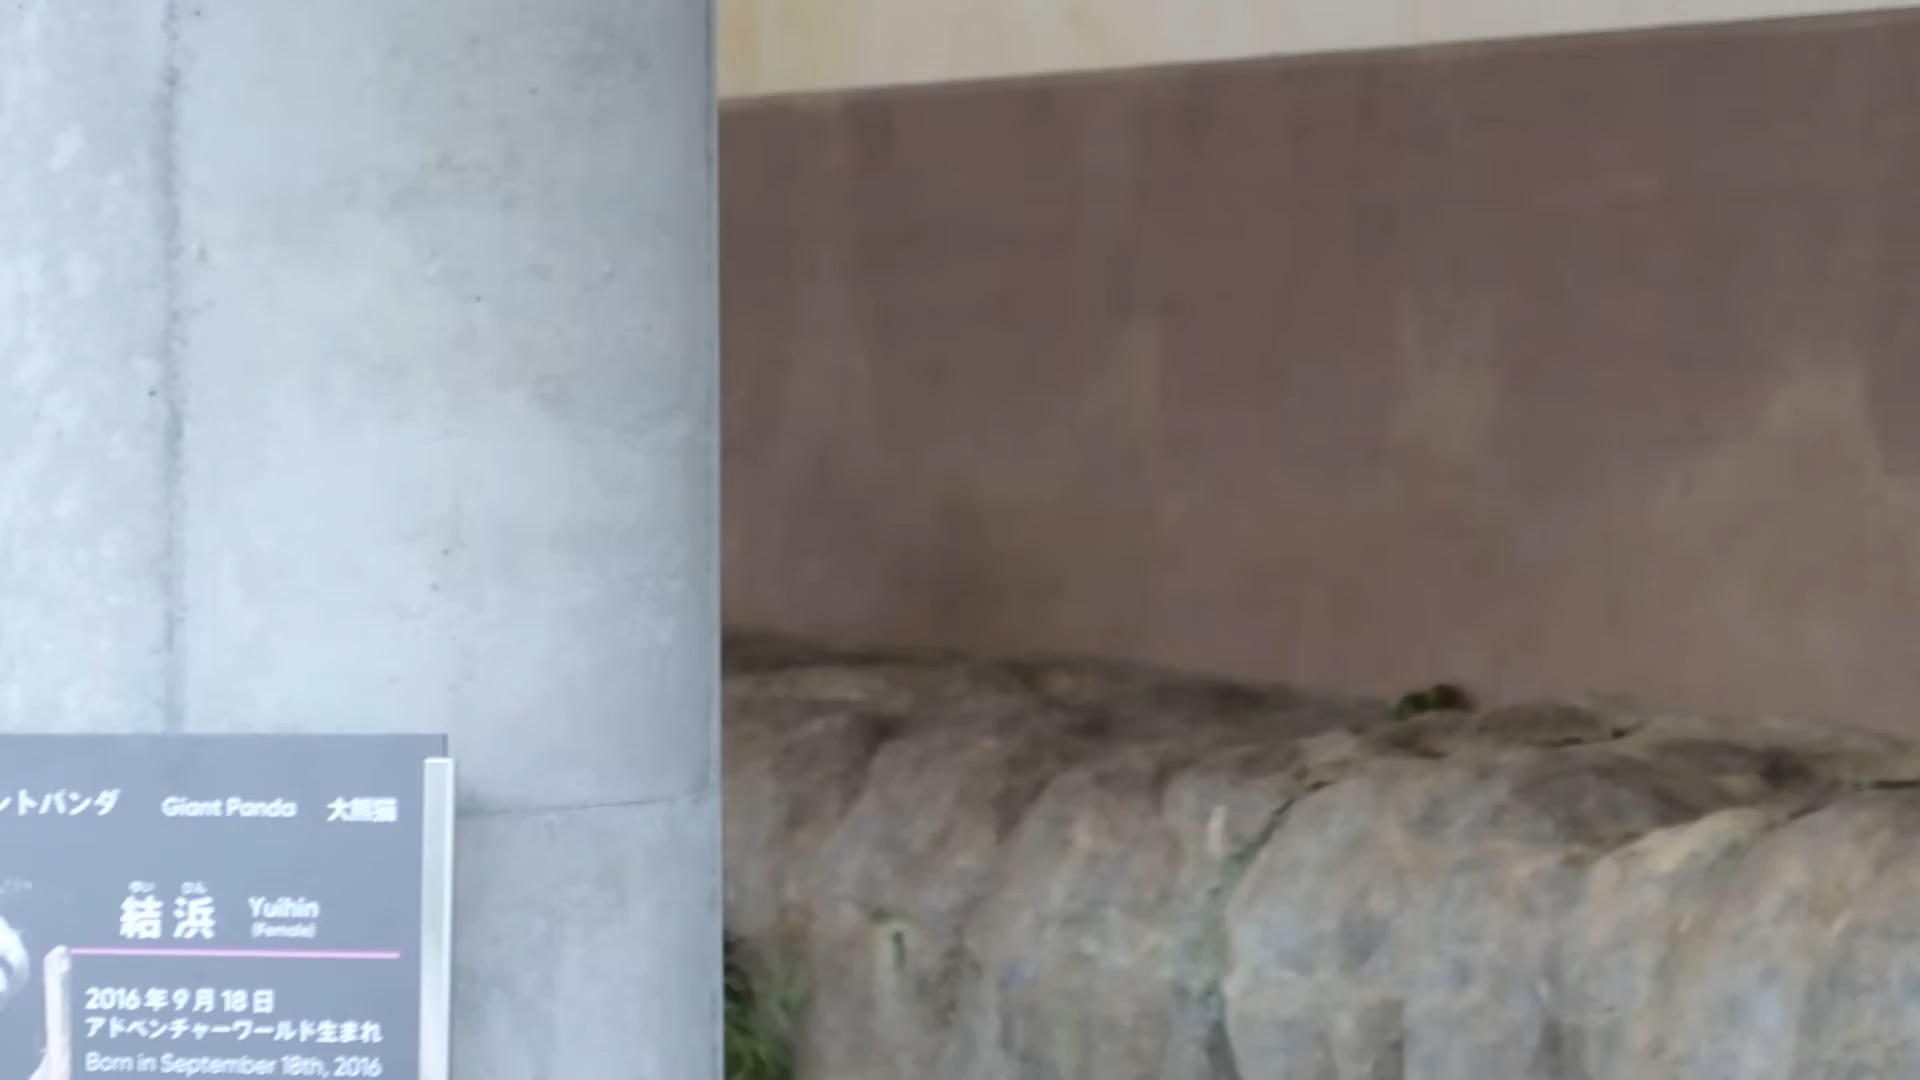 ントパンダ Giant Panda 大熊猫
ゆい ひん
結浜 Yuihin
(Female)
2016年9月18日
アドベンチャーワールド生まれ
Born in September 18th, 2016